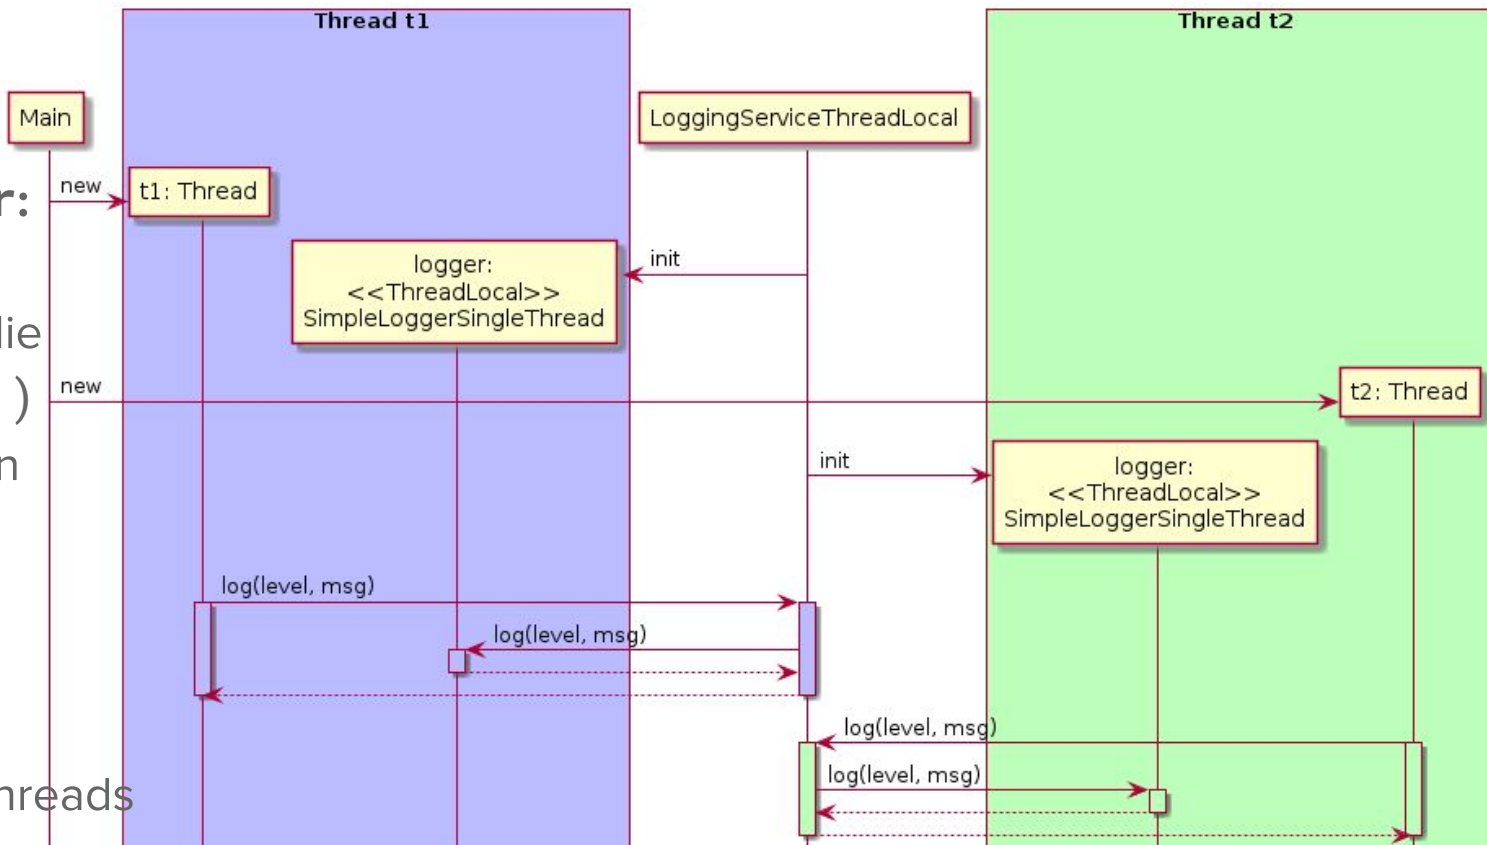 Thread t1
Thread t2
Main
LoggingServiceThreadLocal
new
t1: Thread
r:
init
logger:
<<ThreadLocal>>
SimpleLoggerSingleThread
lie
new
t2: Thread
)
n
init
logger:
<<ThreadLocal>>
SimpleLoggerSingleThread
log(level, msg)
log(level, msg)
log(level, msg)
log(level, msg)
hreads